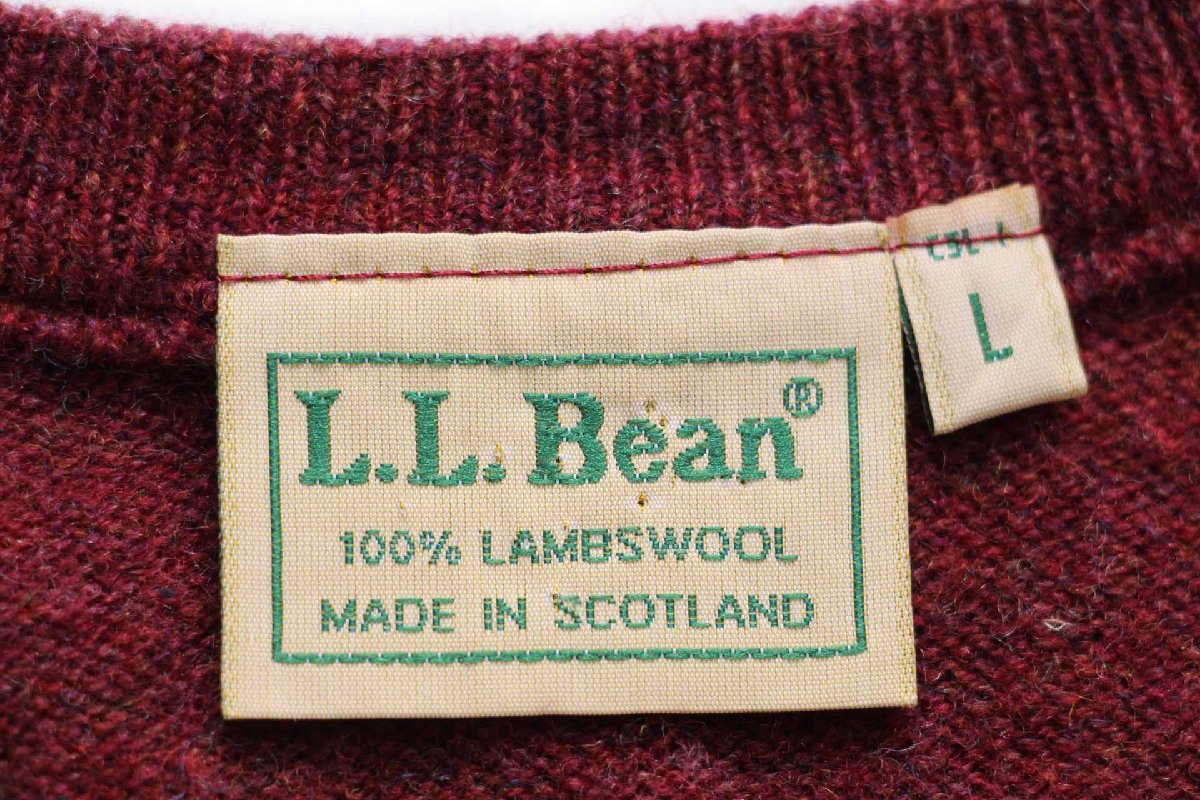 L.L.Bean®
100% LAMBSWOOL
MADE IN SCOTLAND
L